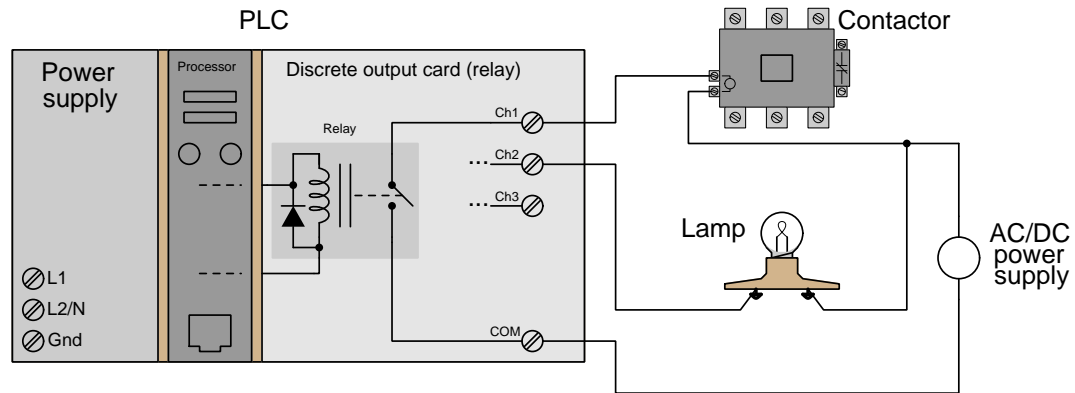 PLC
Contactor
Power
supply
Processor
Discrete output card (relay)
Ch1
Relay
... Ch2
... Ch3
Lamp
AC/DC
power
supply
L1
L2/N
Gnd
COM